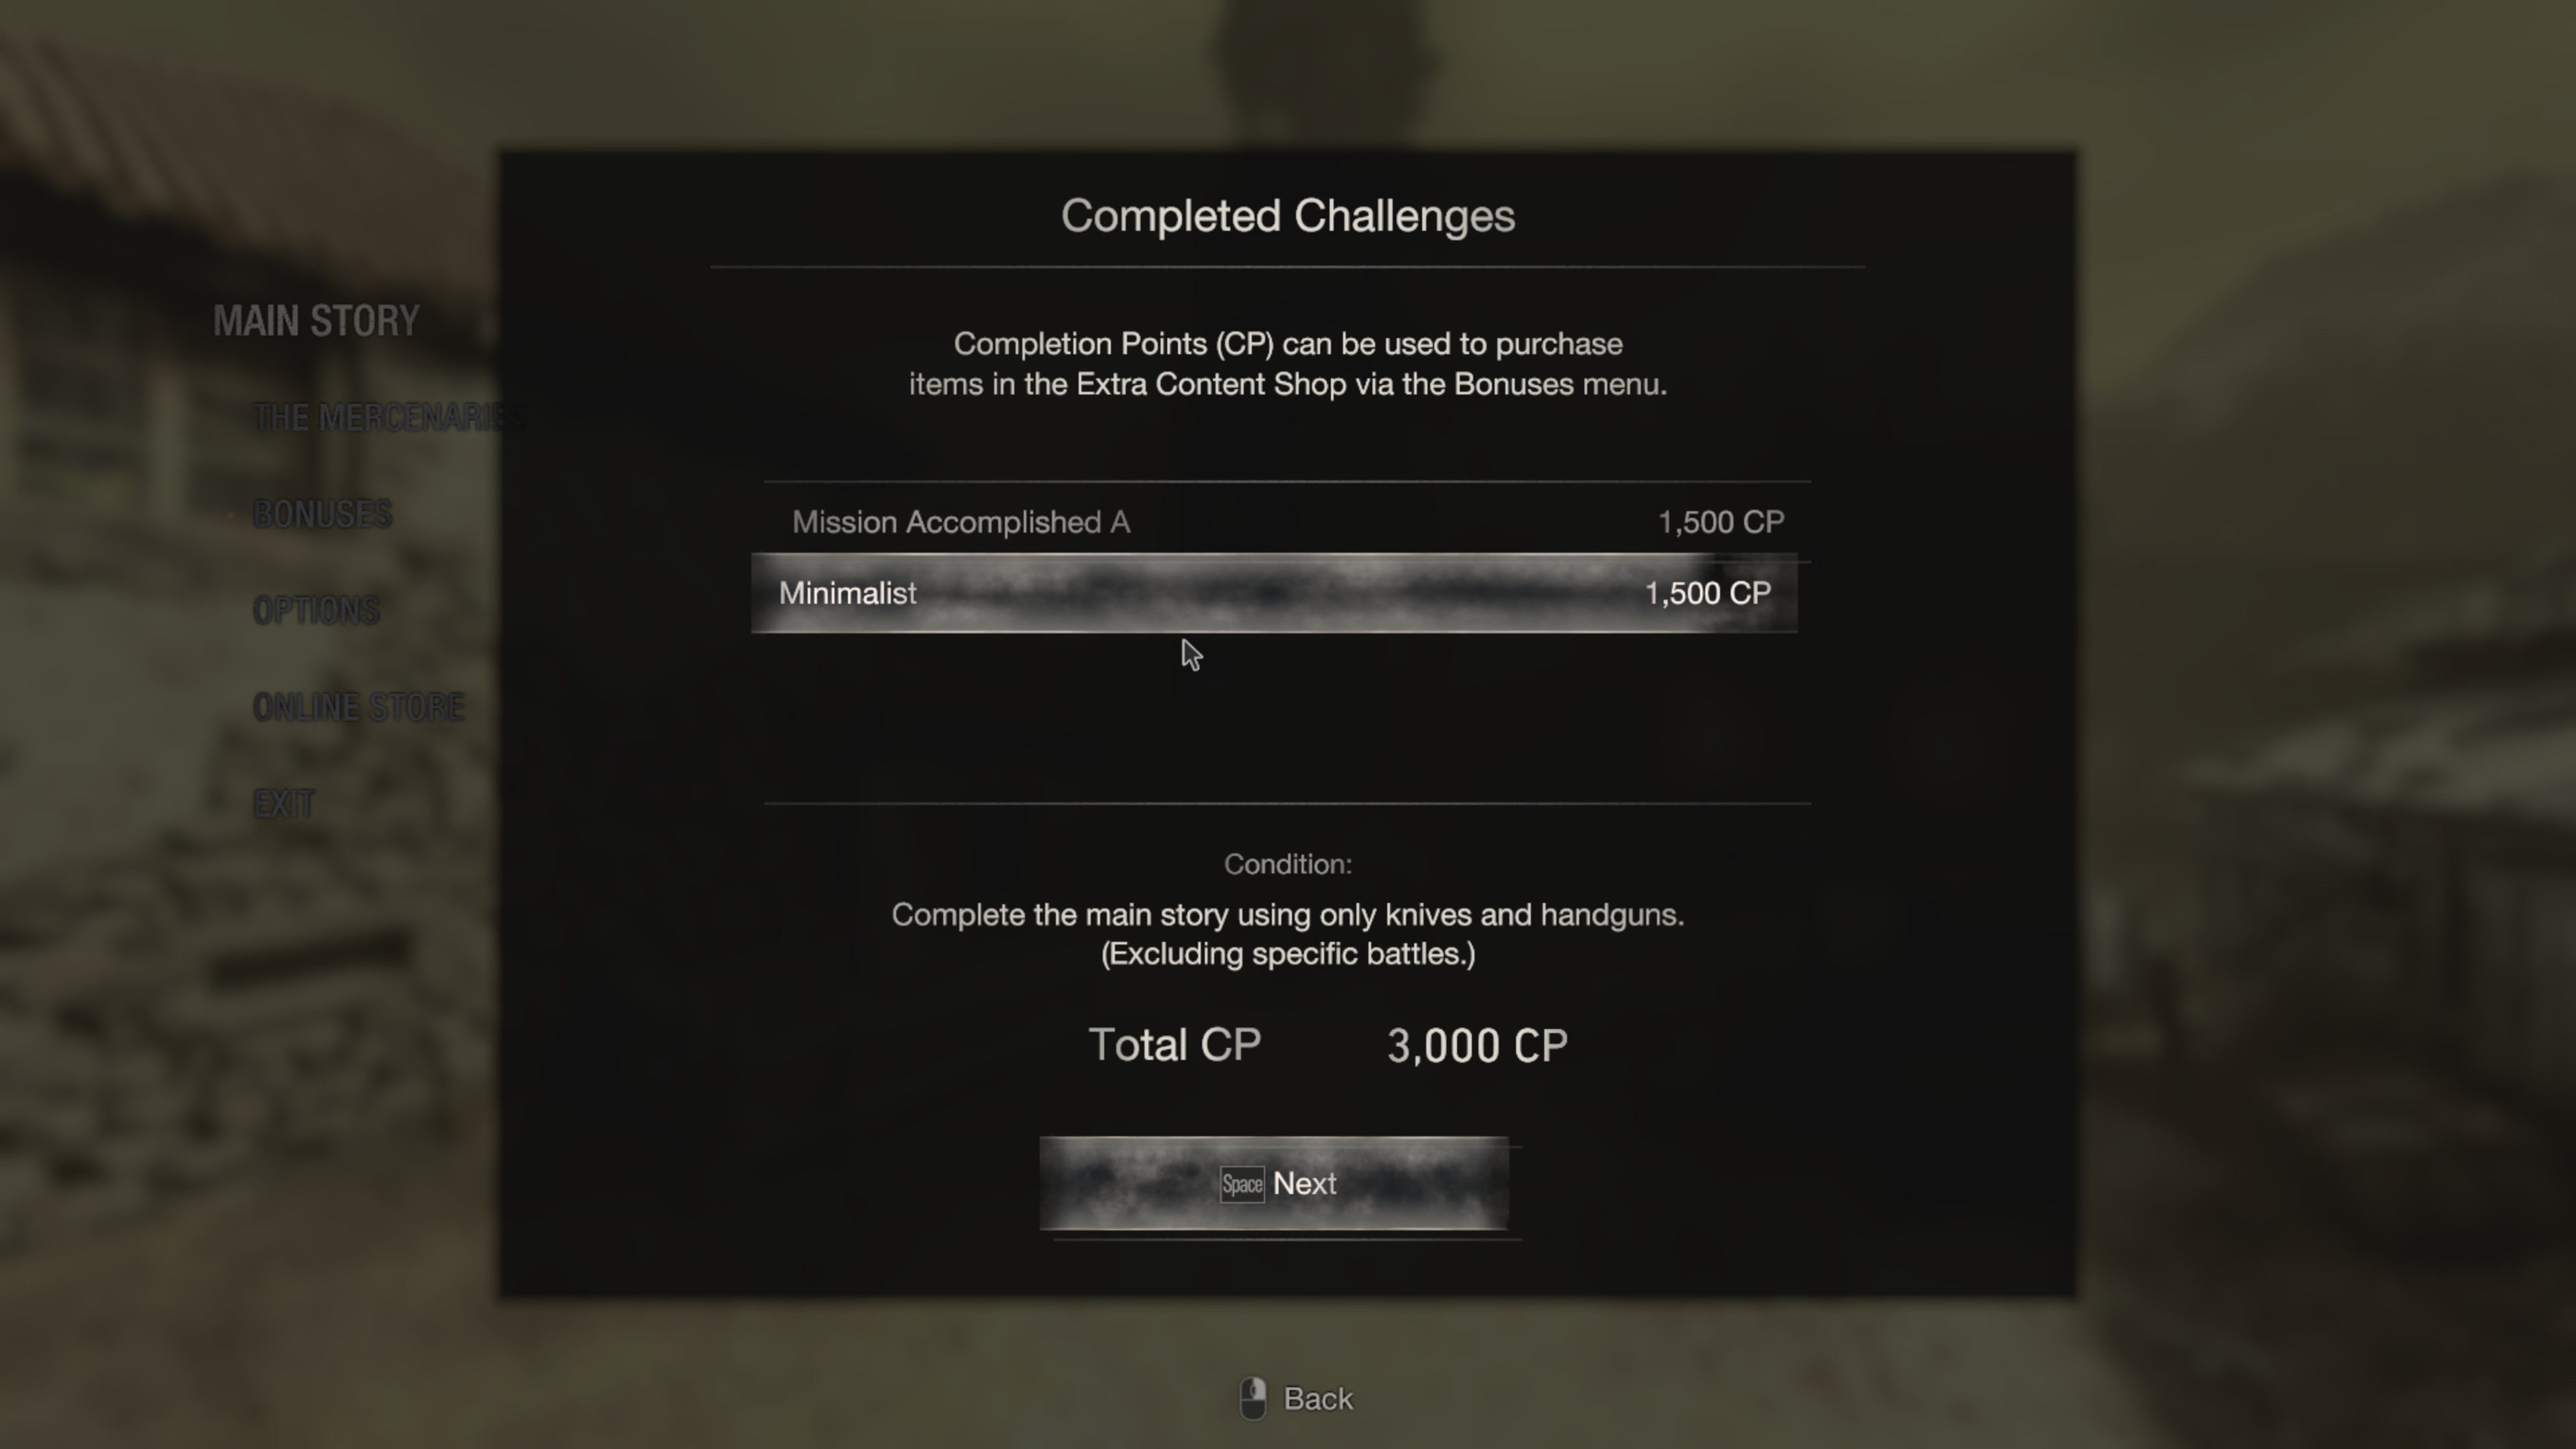 Completed Challenges
Completion Points (CP) can be used to purchase
items in the Extra Content Shop via the Bonuses menu.
MAIN STORY
THE MERCENARIES
BONUSES
OPTIONS
ONLINE STORE
EXIT
Mission Accomplished A 1,500 CP
Minimalist 1,500 CP
Condition:
Complete the main story using only knives and handguns.
(Excluding specific battles.)
Total CP 3,000 CP
Space Next
Back